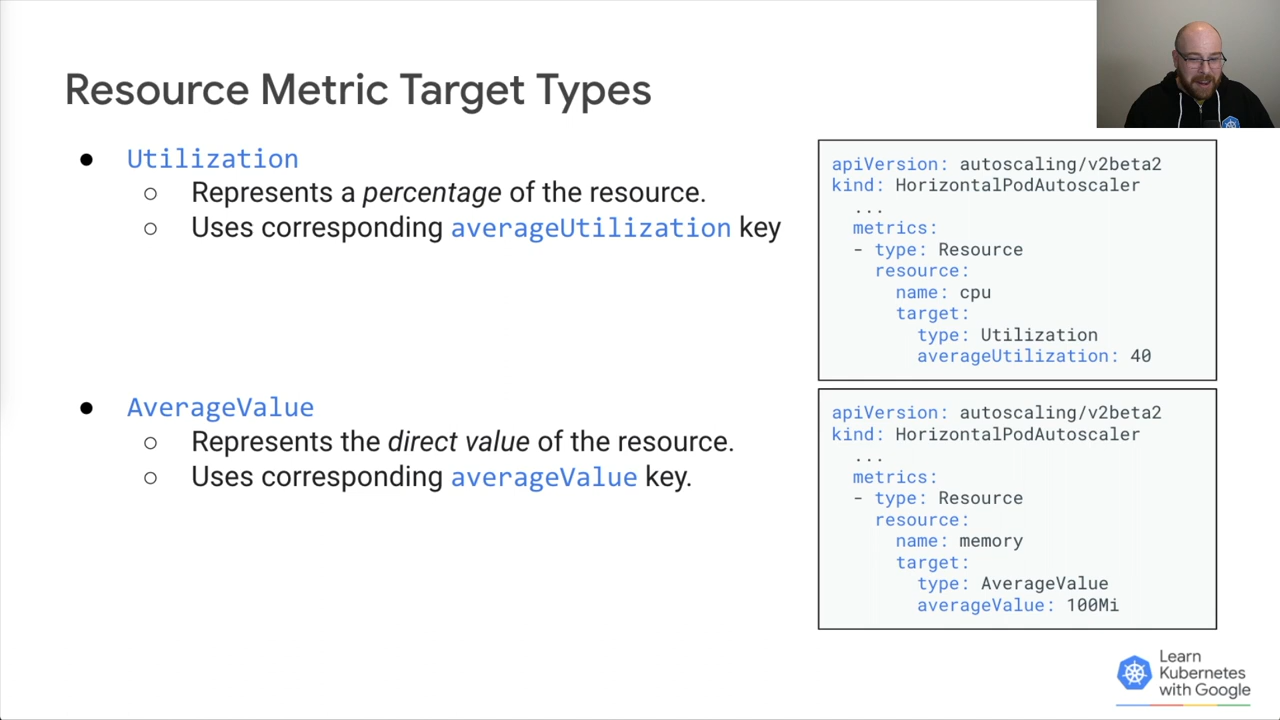 Resource Metric Target Types
● Utilization
○ Represents a percentage of the resource.
○ Uses corresponding averageUtilization key
● AverageValue
○ Represents the direct value of the resource.
○ Uses corresponding averageValue key.
apiVersion: autoscaling/v2beta2
kind: HorizontalPodAutoscaler
...
metrics:
- type: Resource
resource:
name: cpu
target:
type: Utilization
averageUtilization: 40
apiVersion: autoscaling/v2beta2
kind: HorizontalPodAutoscaler
...
metrics:
- type: Resource
resource:
name: memory
target:
type: AverageValue
averageValue: 100Mi
Learn
Kubernetes
with Google